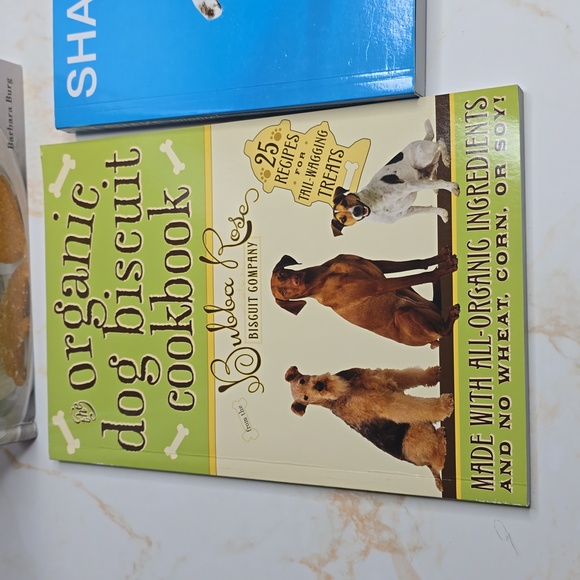 the organic
dog biscuit
cookbook
from the
Bubba Rose
BISCUIT COMPANY
25
RECIPES
FOR
TAIL-WAGGING
TREATS
MADE WITH ALL-ORGANIC INGREDIENTS
AND NO WHEAT, CORN, OR SOY!
SHA
Barbara Burg